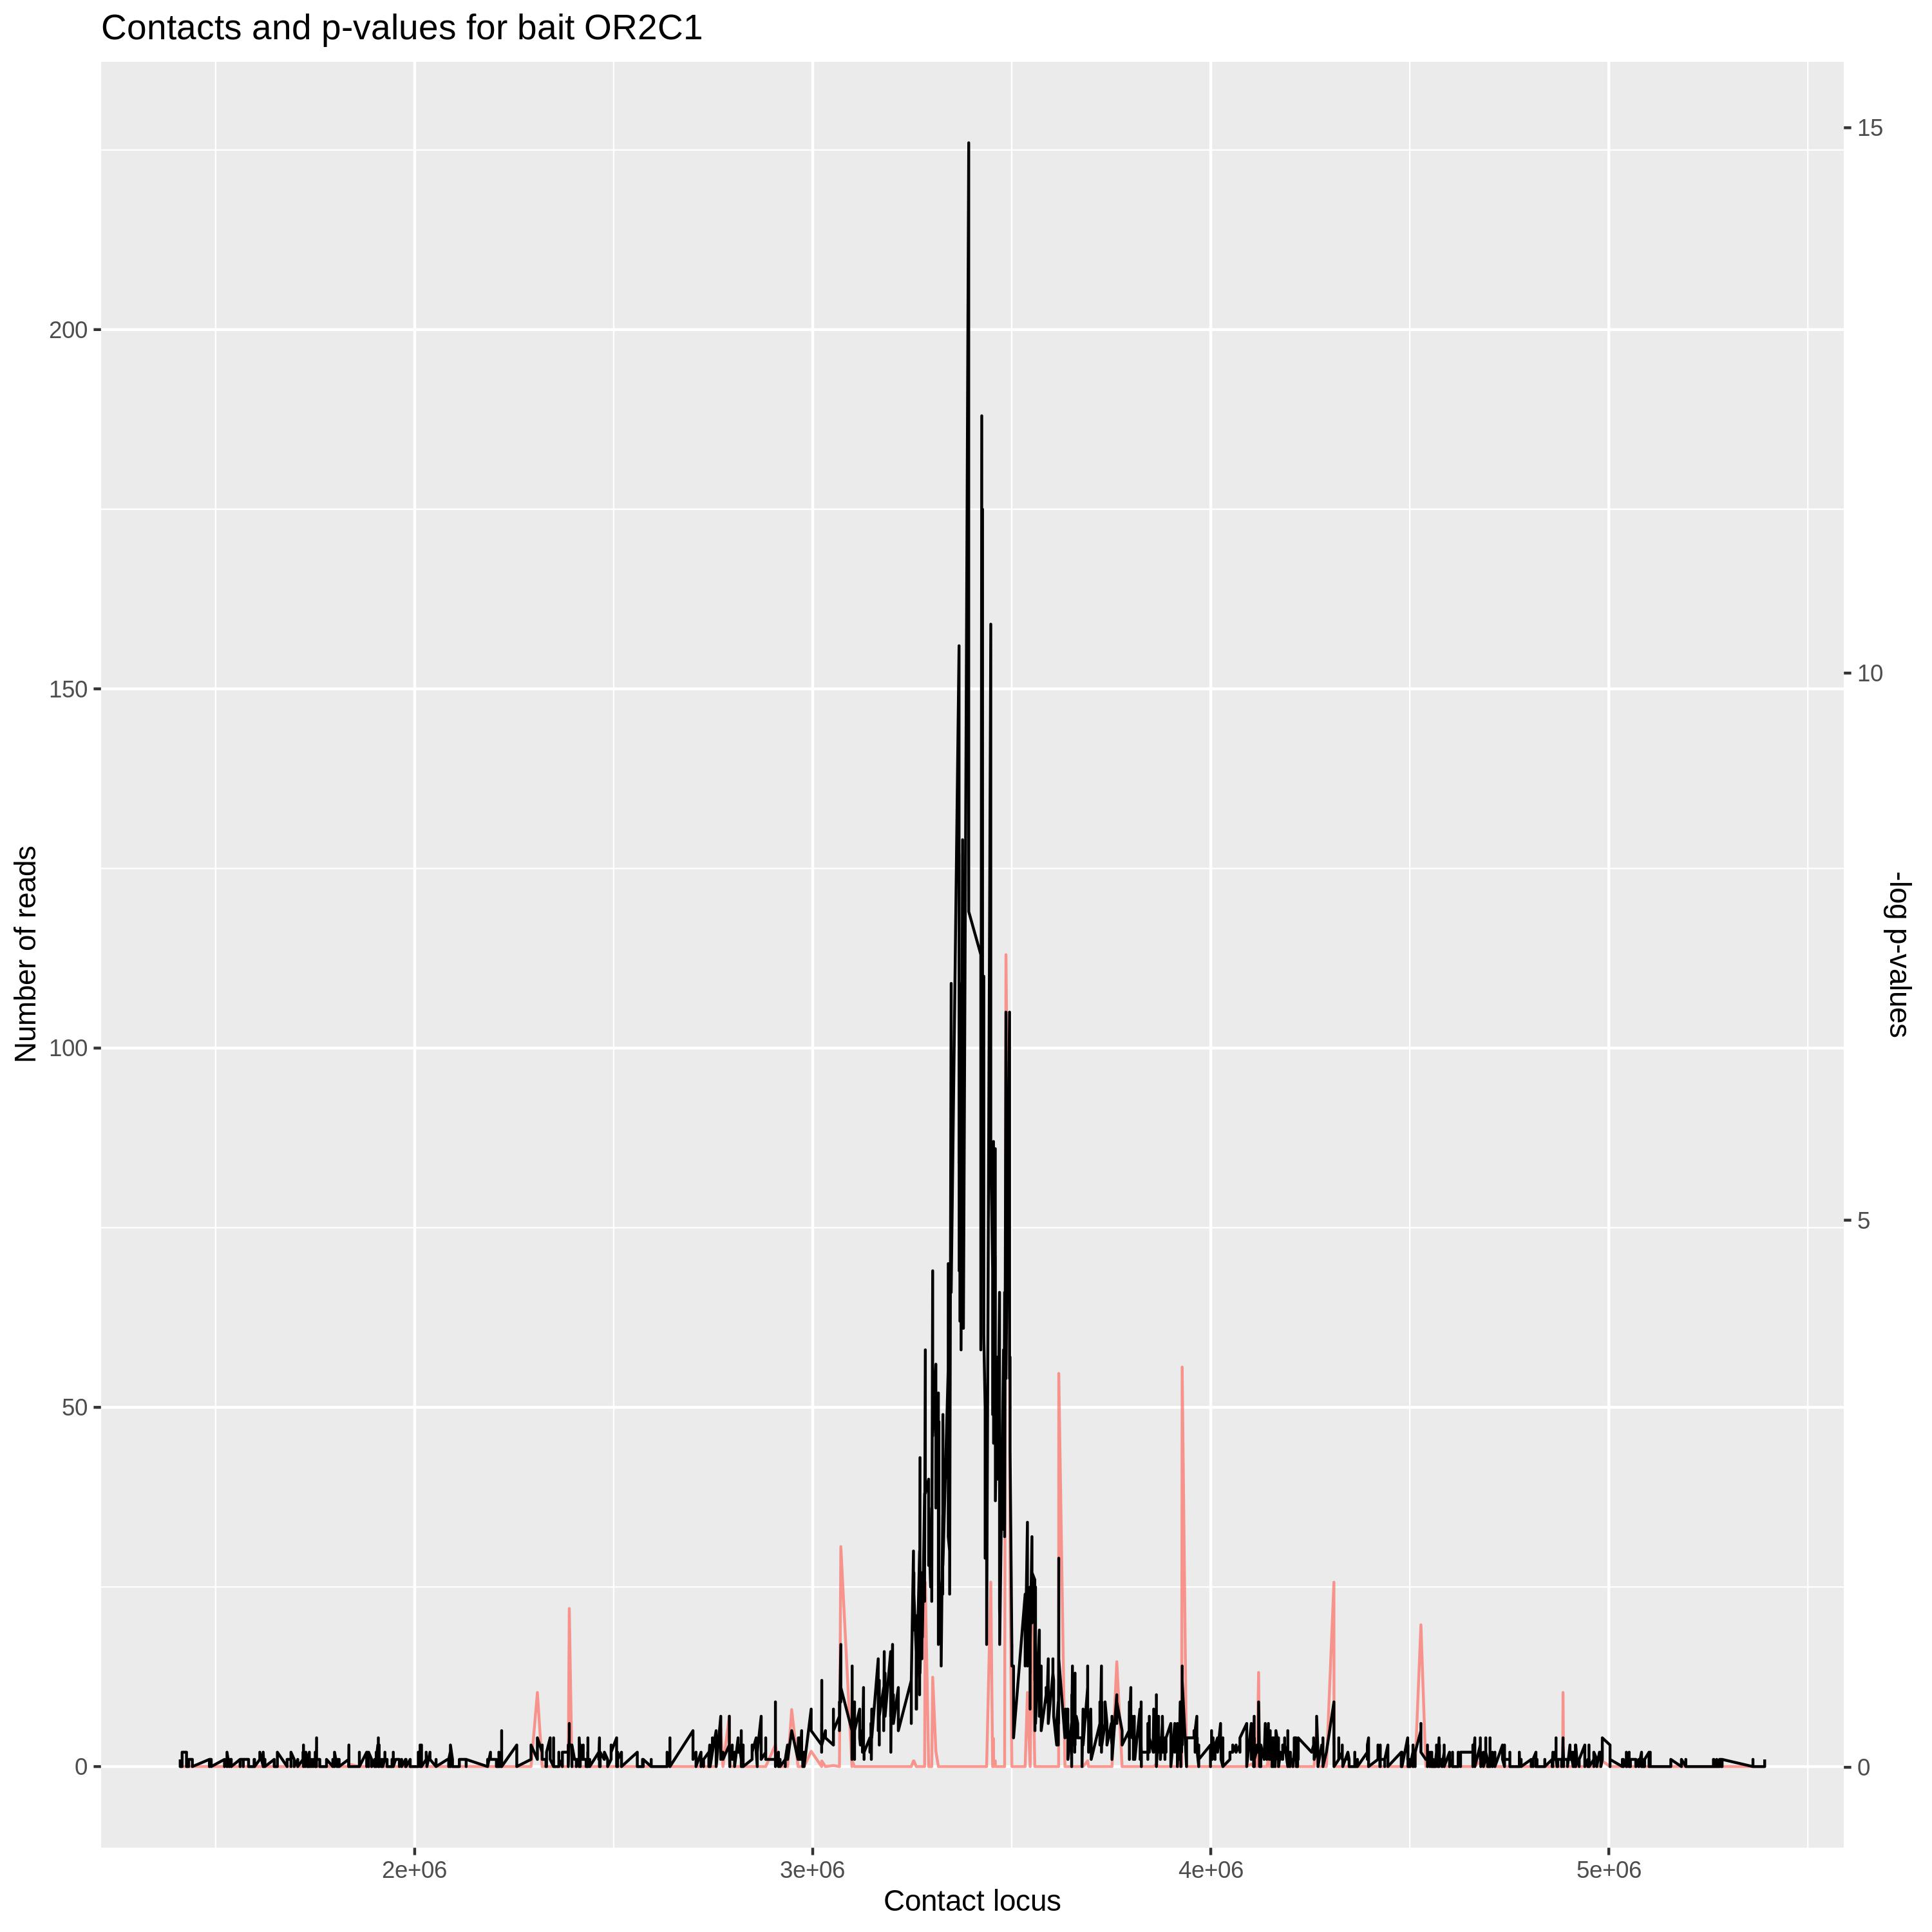 Contacts and p-values for bait OR2C1
200
150
100
50
0
15
10
5
0
Number of reads
-log p-values
2e+06 3e+06 4e+06 5e+06
Contact locus